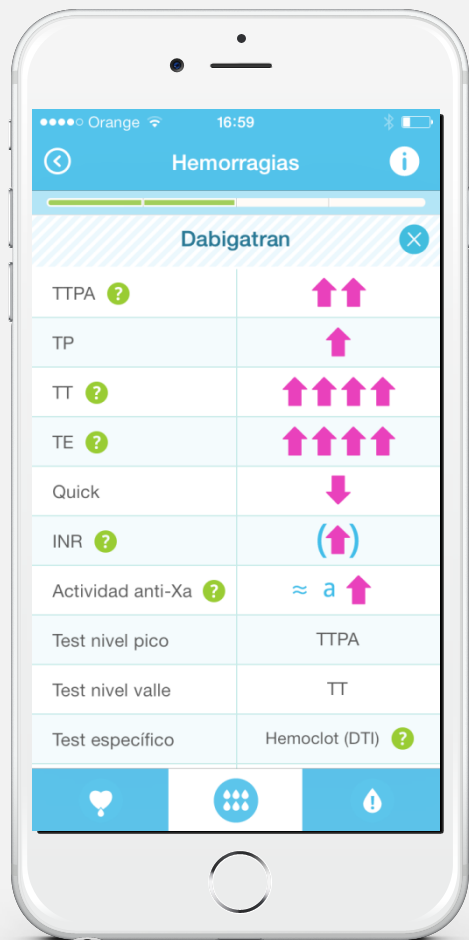 Orange 16:59
Hemorragias
Dabigatran
TTPA ?
TP
TT ?
TE ?
Quick
INR ? ( )
Actividad anti-Xa ? ≈ a
Test nivel pico TTPA
Test nivel valle TT
Test específico Hemoclot (DTI) ?